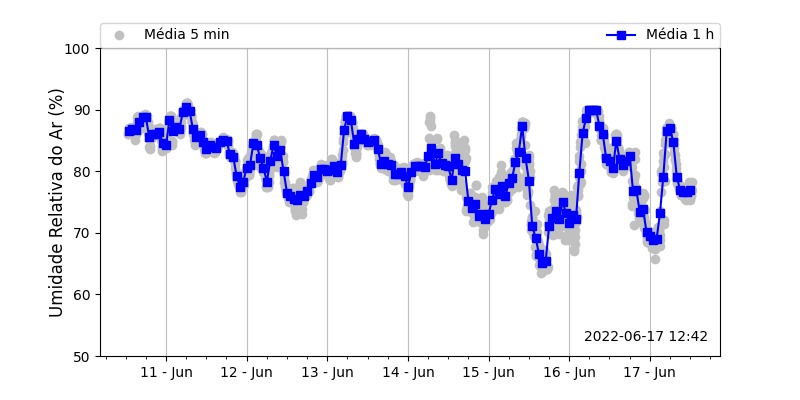 Média 5 min
Média 1 h
Umidade Relativa do Ar (%)
100
90
80
70
60
50
2022-06-17 12:42
11 - Jun
12 - Jun
13 - Jun
14 - Jun
15 - Jun
16 - Jun
17 - Jun